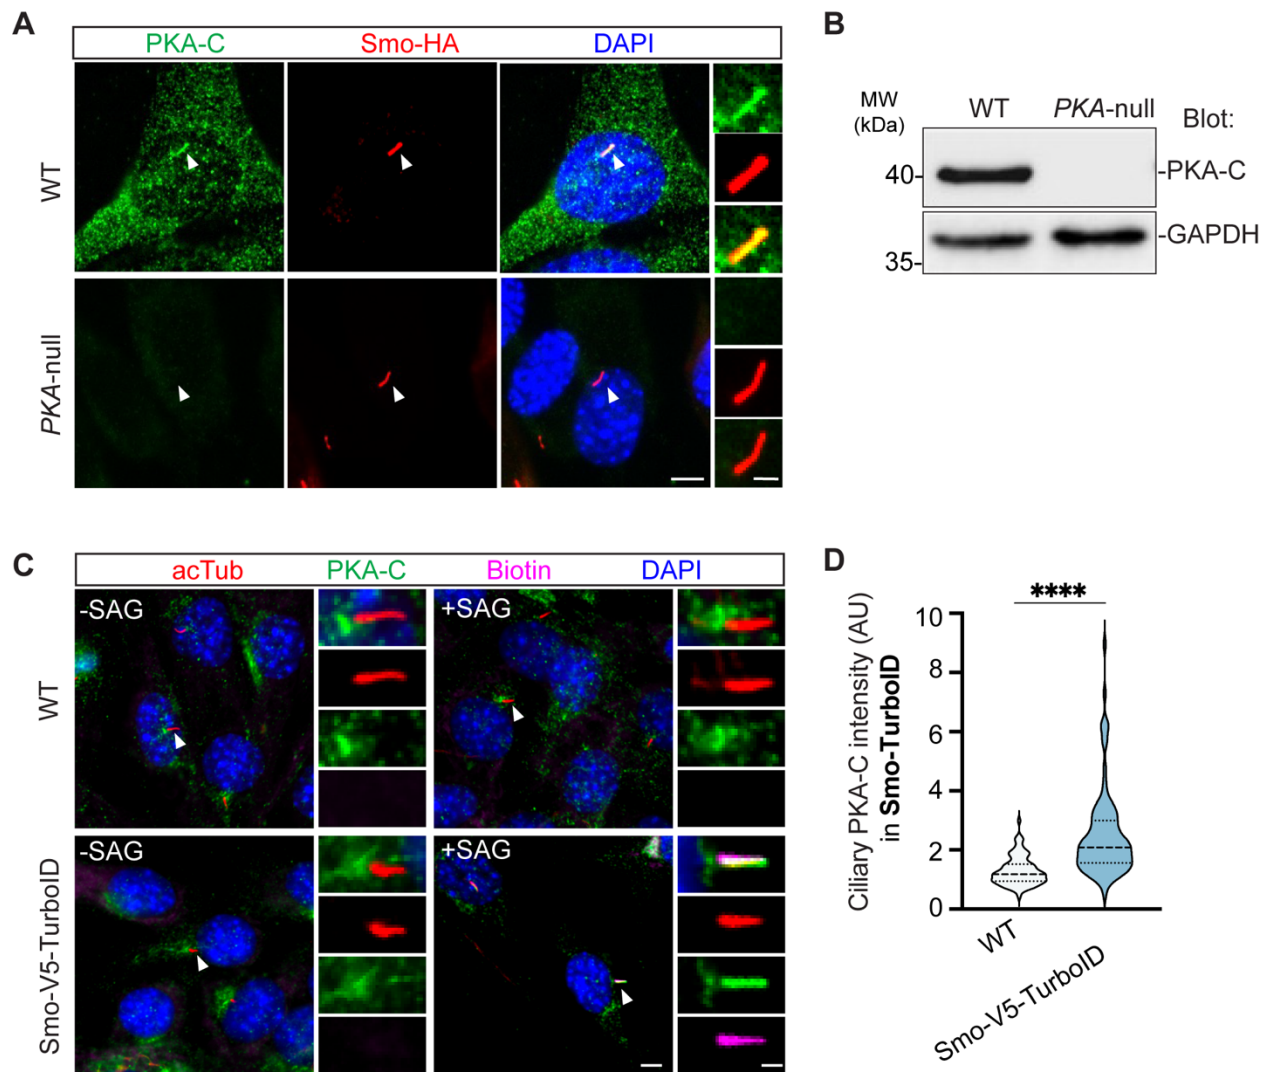 A
PKA-C Smo-HA DAPI
WT
PKA-null
B
MW
(kDa)
WT PKA-null Blot:
40- -PKA-C
-GAPDH
35-
C
acTub PKA-C Biotin DAPI
WT
-SAG +SAG
Smo-V5-TurboID
-SAG +SAG
D
****
Ciliary PKA-C intensity (AU)
in Smo-TurboID
10
8
6
4
2
0
WT
Smo-V5-TurboID